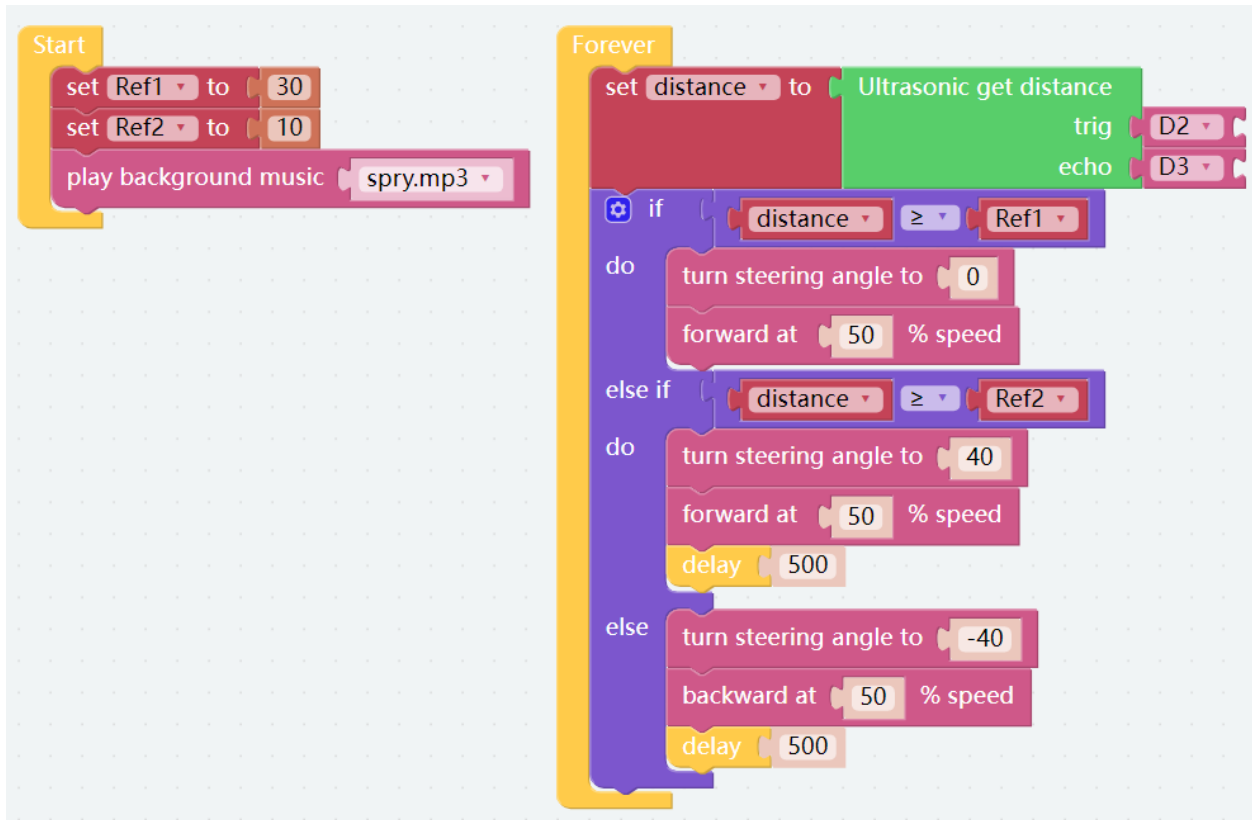 Start
set Ref1 to 30
set Ref2 to 10
play background music spry.mp3
Forever
set distance to Ultrasonic get distance
trig D2
echo D3
if distance ≥ Ref1
do turn steering angle to 0
forward at 50 % speed
else if distance ≥ Ref2
do turn steering angle to 40
forward at 50 % speed
delay 500
else turn steering angle to -40
backward at 50 % speed
delay 500